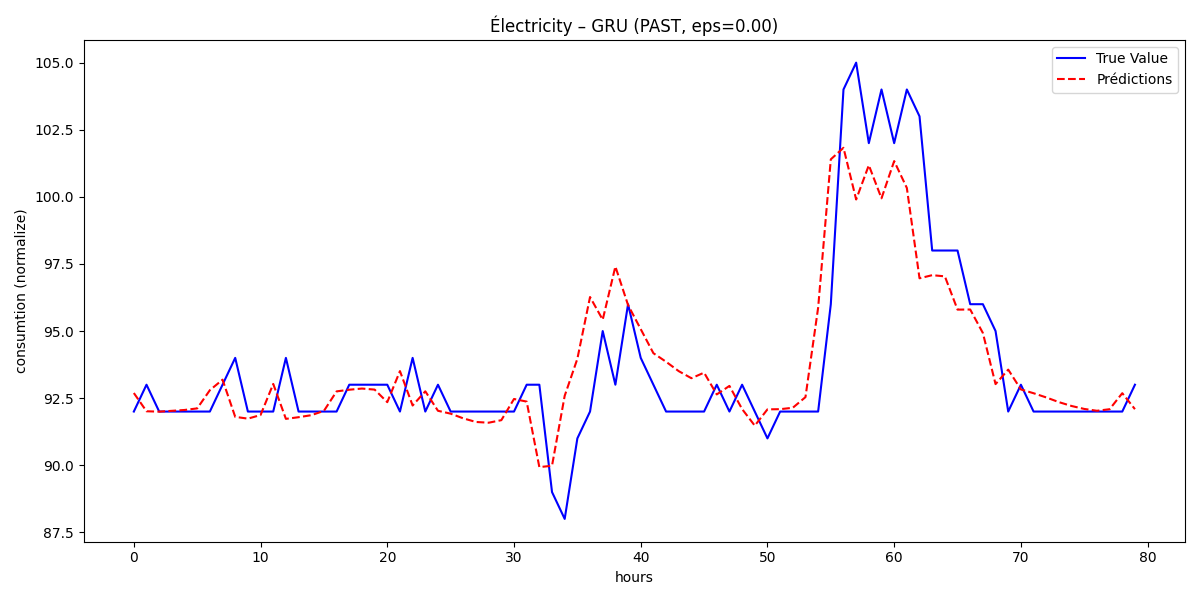 Électricity – GRU (PAST, eps=0.00)
True Value
Prédictions
consumtion (normalize)
105.0
102.5
100.0
97.5
95.0
92.5
90.0
87.5
0 10 20 30 40 50 60 70 80
hours